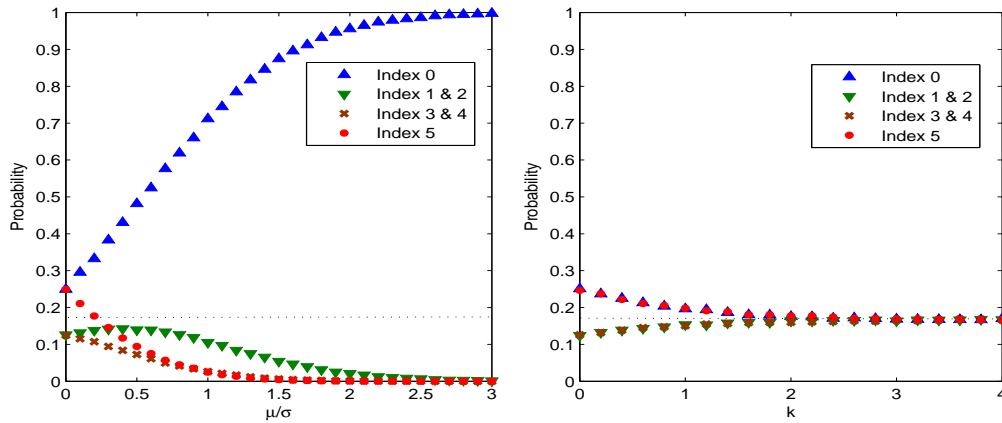 1
0.9
0.8
0.7
0.6
0.5
0.4
0.3
0.2
0.1
0
Probability
0 0.5 1 1.5 2 2.5 3
μ/σ
Index 0
Index 1 & 2
Index 3 & 4
Index 5
1
0.9
0.8
0.7
0.6
0.5
0.4
0.3
0.2
0.1
0
Probability
0 1 2 3 4
k
Index 0
Index 1 & 2
Index 3 & 4
Index 5